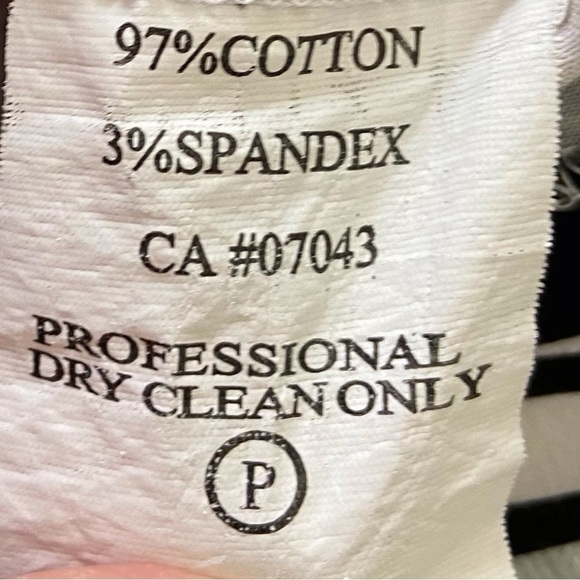 97%COTTON
3%SPANDEX
CA #07043
PROFESSIONAL
DRY CLEAN ONLY
P